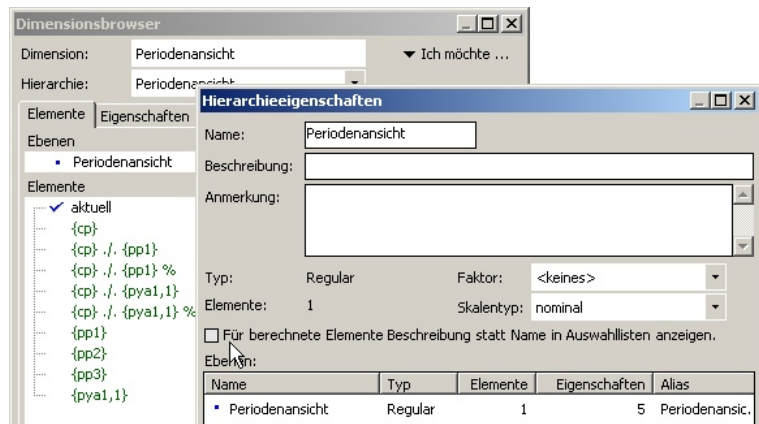 Dimensionsbrowser
Dimension: Periodenansicht Ich möchte ...
Hierarchie: Periodenansicht
Elemente Eigenschaften
Ebenen
Periodenansicht
Elemente
aktuell
{cp}
{cp} ./. {pp1}
{cp} ./. {pp1} %
{cp} ./. {pya1,1}
{cp} ./. {pya1,1} %
{pp1}
{pp2}
{pp3}
{pya1,1}
Hierarchieeigenschaften
Name: Periodenansicht
Beschreibung:
Anmerkung:
Typ: Regular Faktor: <keines>
Elemente: 1 Skalentyp: nominal
Für berechnete Elemente Beschreibung statt Name in Auswahllisten anzeigen.
Ebenen:
Name Typ Elemente Eigenschaften Alias
Periodenansicht Regular 1 5 Periodenansic.